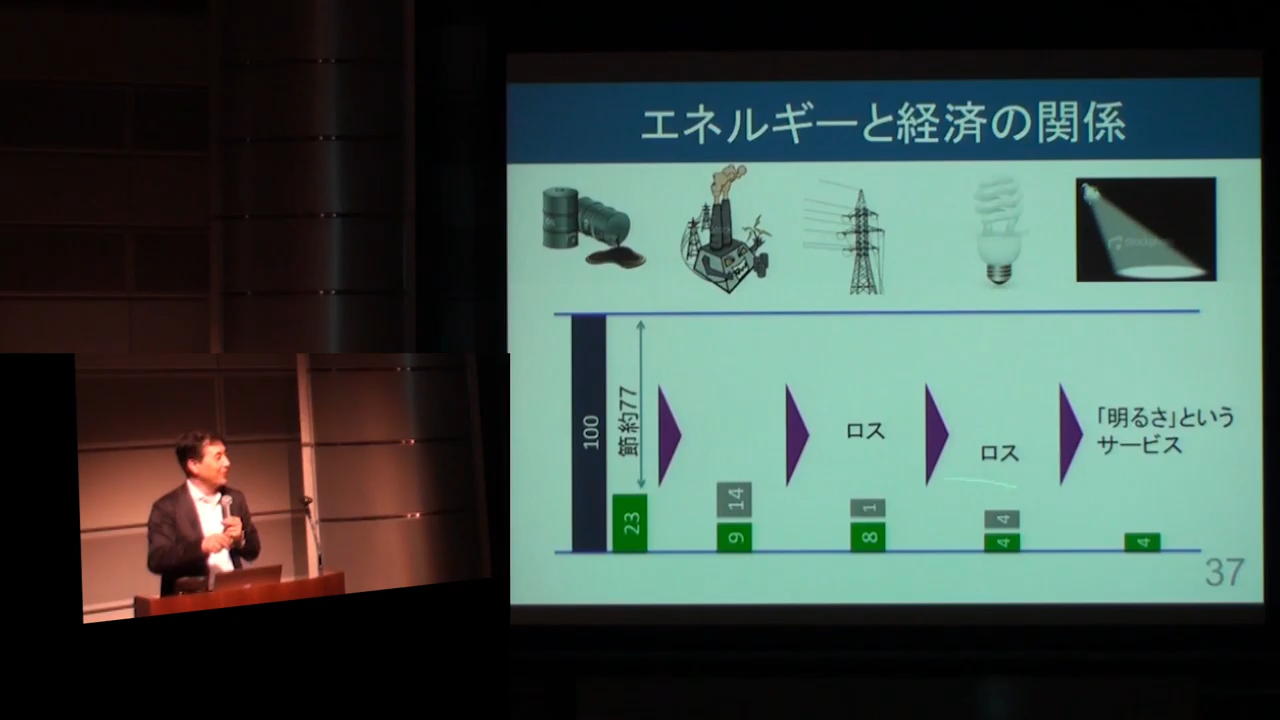 エネルギーと経済の関係
100
節約77
23
14
9
ロス
1
8
ロス
4
4
「明るさ」という
サービス
4
37